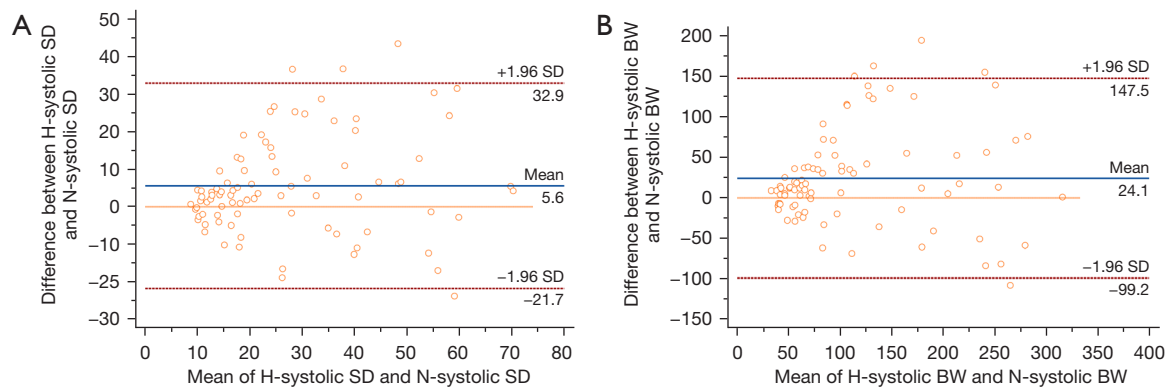 A
Difference between H-systolic SD
and N-systolic SD
50
40
30
20
10
0
−10
−25
−30
+1.96 SD
32.9
Mean
5.6
−1.96 SD
−21.7
0 10 20 30 40 50 60 70 80
Mean of H-systolic SD and N-systolic SD
B
Difference between H-systolic BW
and N-systolic BW
200
150
100
50
0
−50
−100
−150
+1.96 SD
147.5
Mean
24.1
−1.96 SD
−99.2
0 50 100 150 200 250 300 350 400
Mean of H-systolic BW and N-systolic BW